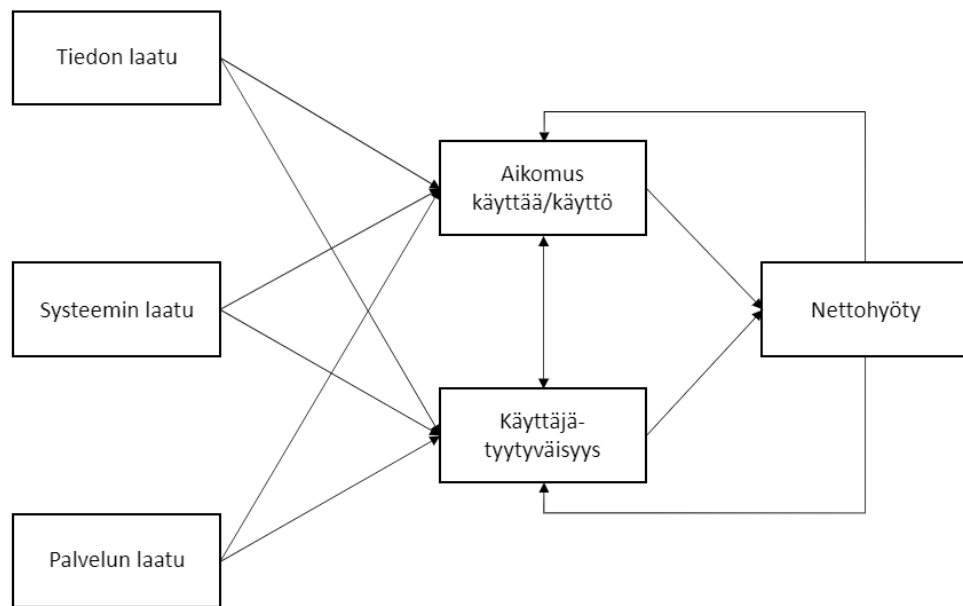 Tiedon laatu
Aikomus
käyttää/käyttö
Systeemin laatu
Nettohyöty
Käyttäjä-
tyytyväisyys
Palvelun laatu